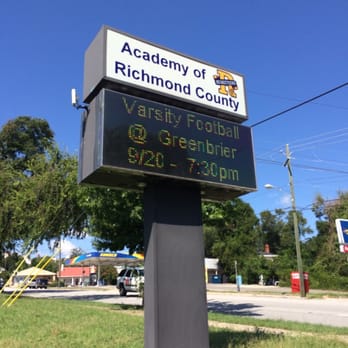 Academy of
Richmond County
Varsity Football
@ Greenbrier
9/20 - 7:30pm